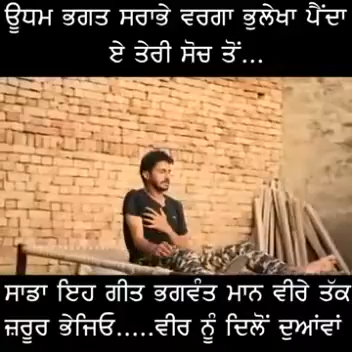 ਊਧਮ ਭਗਤ ਸਰਾਭੇ ਵਰਗਾ ਭੁਲੇਖਾ ਪੈਂਦਾ
ਏ ਤੇਰੀ ਸੋਚ ਤੋਂ...
ਸਾਡਾ ਇਹ ਗੀਤ ਭਗਵੰਤ ਮਾਨ ਵੀਰੇ ਤੱਕ
ਜ਼ਰੂਰ ਭੇਜਿਓ.....ਵੀਰ ਨੂੰ ਦਿਲੋਂ ਦੁਆਂਵਾਂ